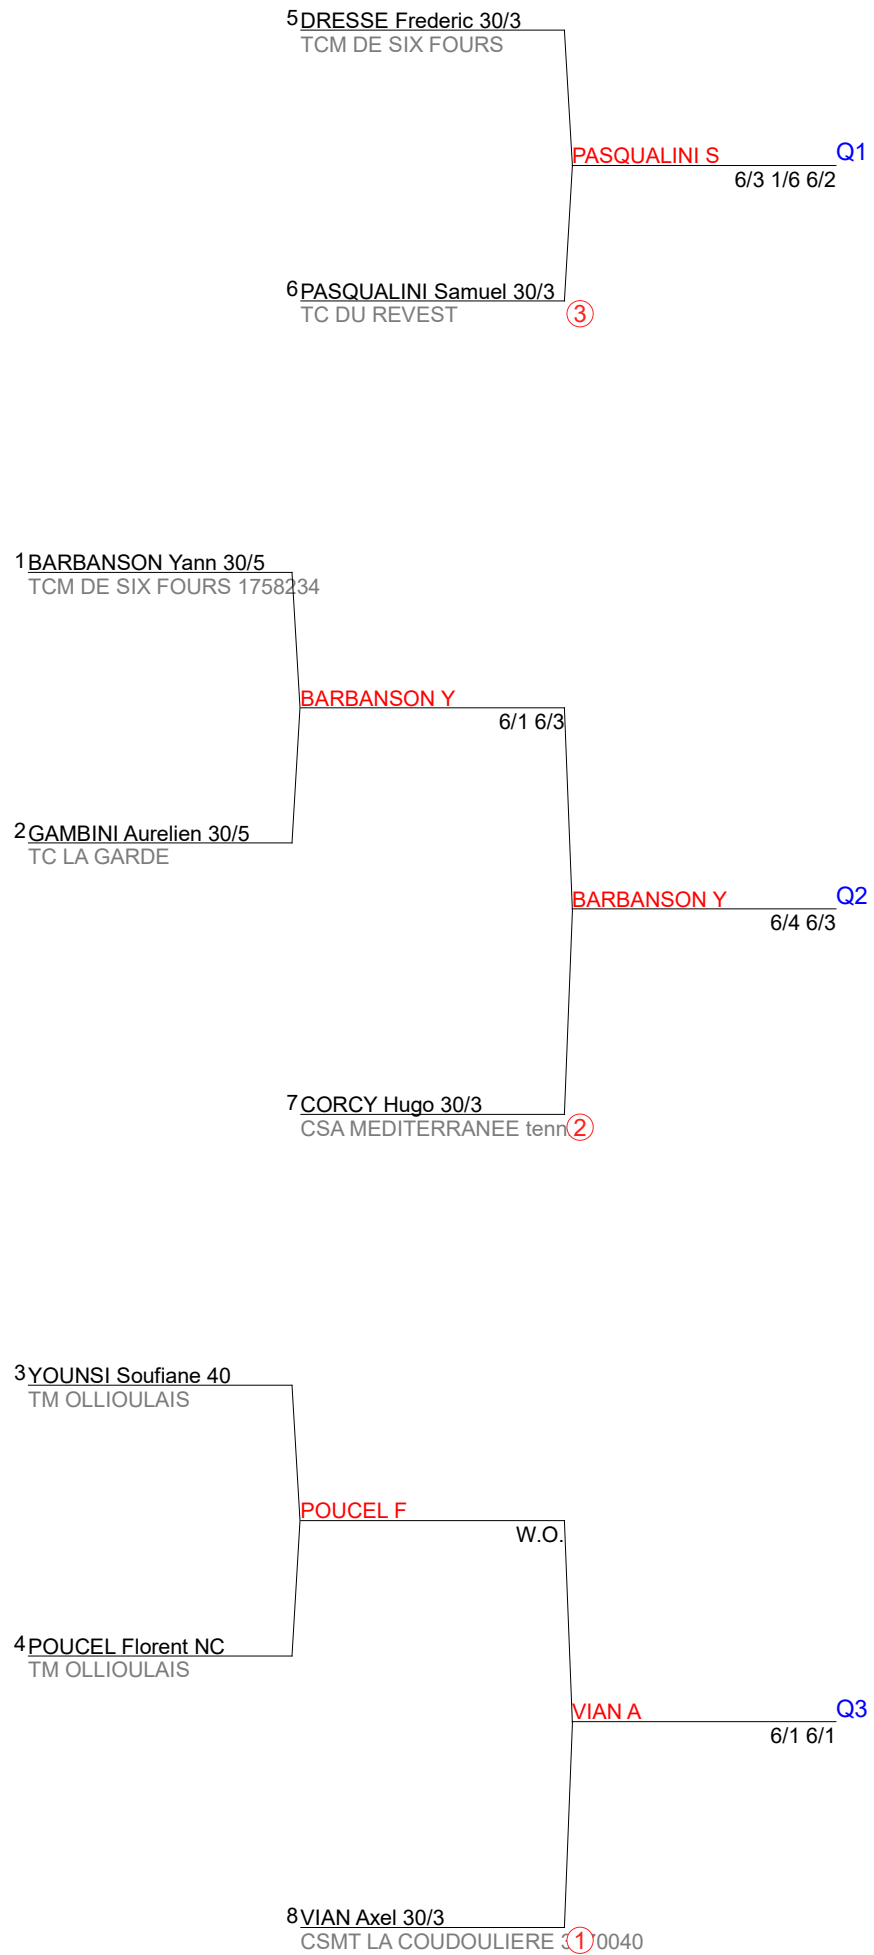 5 DRESSE Frederic 30/3
TCM DE SIX FOURS
PASQUALINI S Q1
6/3 1/6 6/2
6 PASQUALINI Samuel 30/3
TC DU REVEST 3
1 BARBANSON Yann 30/5
TCM DE SIX FOURS 1758234
BARBANSON Y
6/1 6/3
2 GAMBINI Aurelien 30/5
TC LA GARDE
BARBANSON Y Q2
6/4 6/3
7 CORCY Hugo 30/3
CSA MEDITERRANEE tenn 2
3 YOUNSI Soufiane 40
TM OLLIOULAIS
POUCEL F
W.O.
4 POUCEL Florent NC
TM OLLIOULAIS
VIAN A Q3
6/1 6/1
8 VIAN Axel 30/3
CSMT LA COUDOULIERE 1